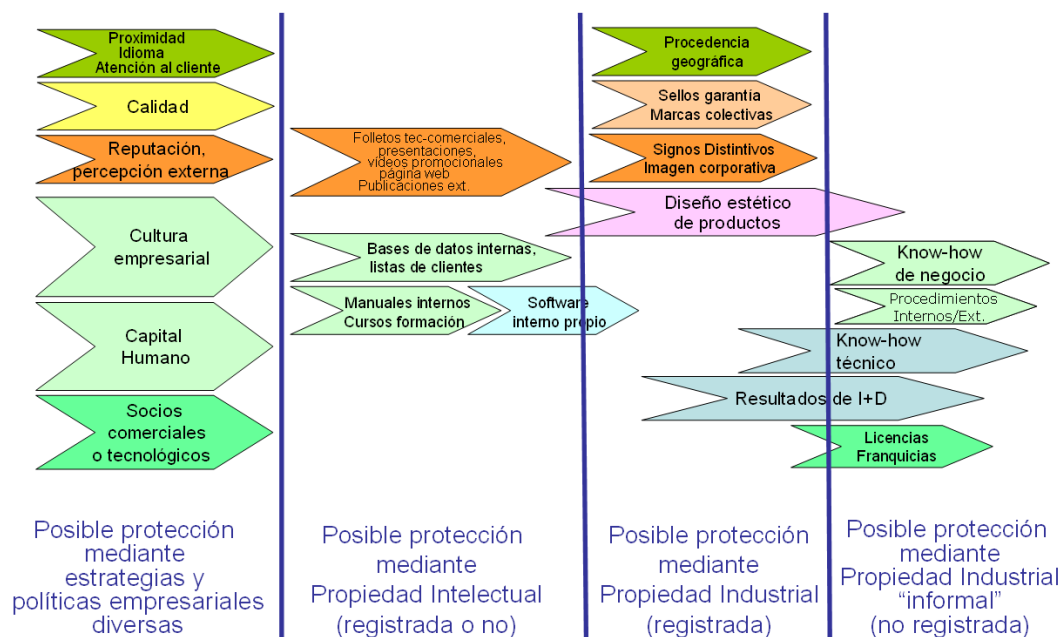 Proximidad
Idioma
Atención al cliente
Calidad
Reputación,
percepción externa
Cultura
empresarial
Capital
Humano
Socios
comerciales
o tecnológicos
Folletos tec-comerciales,
presentaciones,
vídeos promocionales
página web
Publicaciones ext.
Bases de datos internas,
listas de clientes
Manuales internos
Cursos formación
Software
interno propio
Procedencia
geográfica
Sellos garantía
Marcas colectivas
Signos Distintivos
Imagen corporativa
Diseño estético
de productos
Know-how
de negocio
Procedimientos
Internos/Ext.
Know-how
técnico
Resultados de I+D
Licencias
Franquicias
Posible protección
mediante
estrategias y
políticas empresariales
diversas
Posible protección
mediante
Propiedad Intelectual
(registrada o no)
Posible protección
mediante
Propiedad Industrial
(registrada)
Posible protección
mediante
Propiedad Industrial
“informal”
(no registrada)